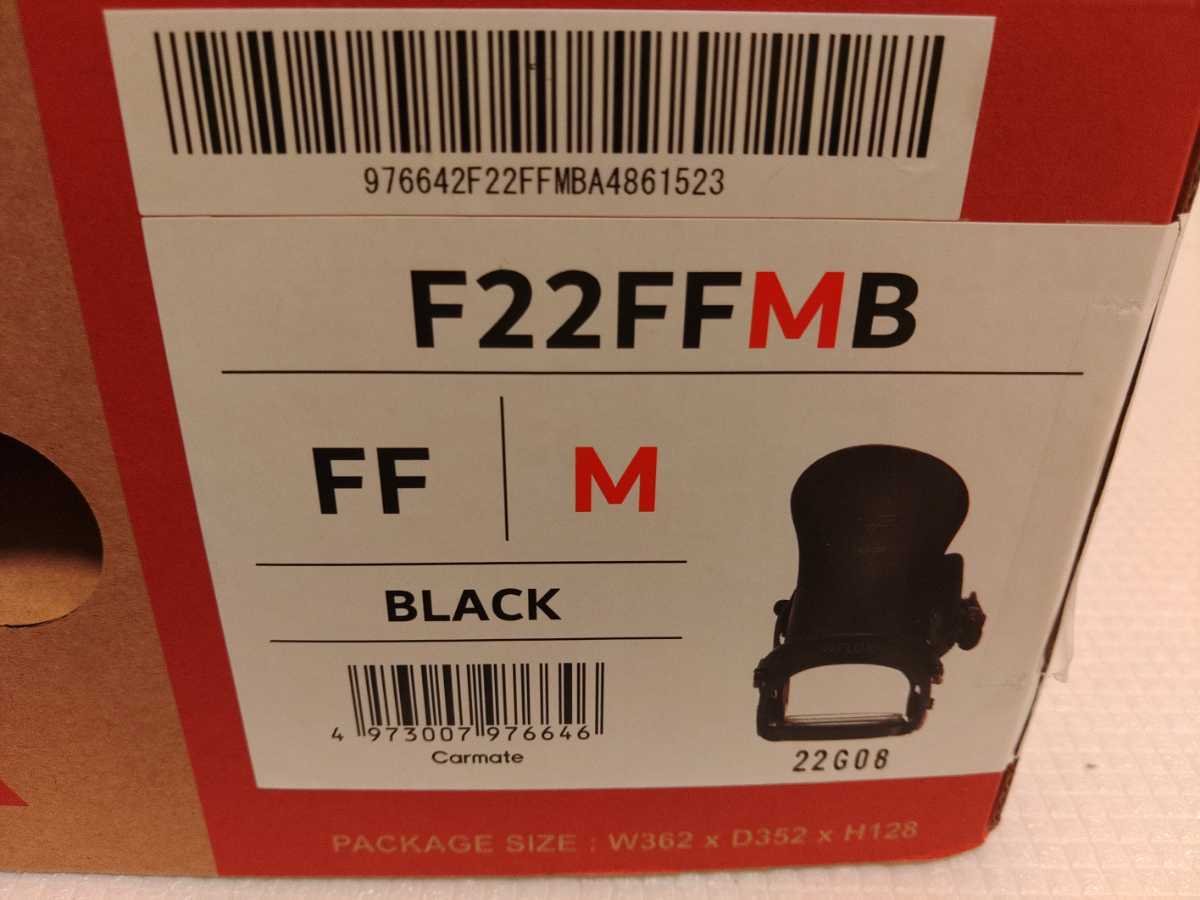 976642F22FFMBA4861523
F22FFMB
FF
M
BLACK
4 973007 976646
Carmate
22G08
PACKAGE SIZE : W362 x D352 x H128